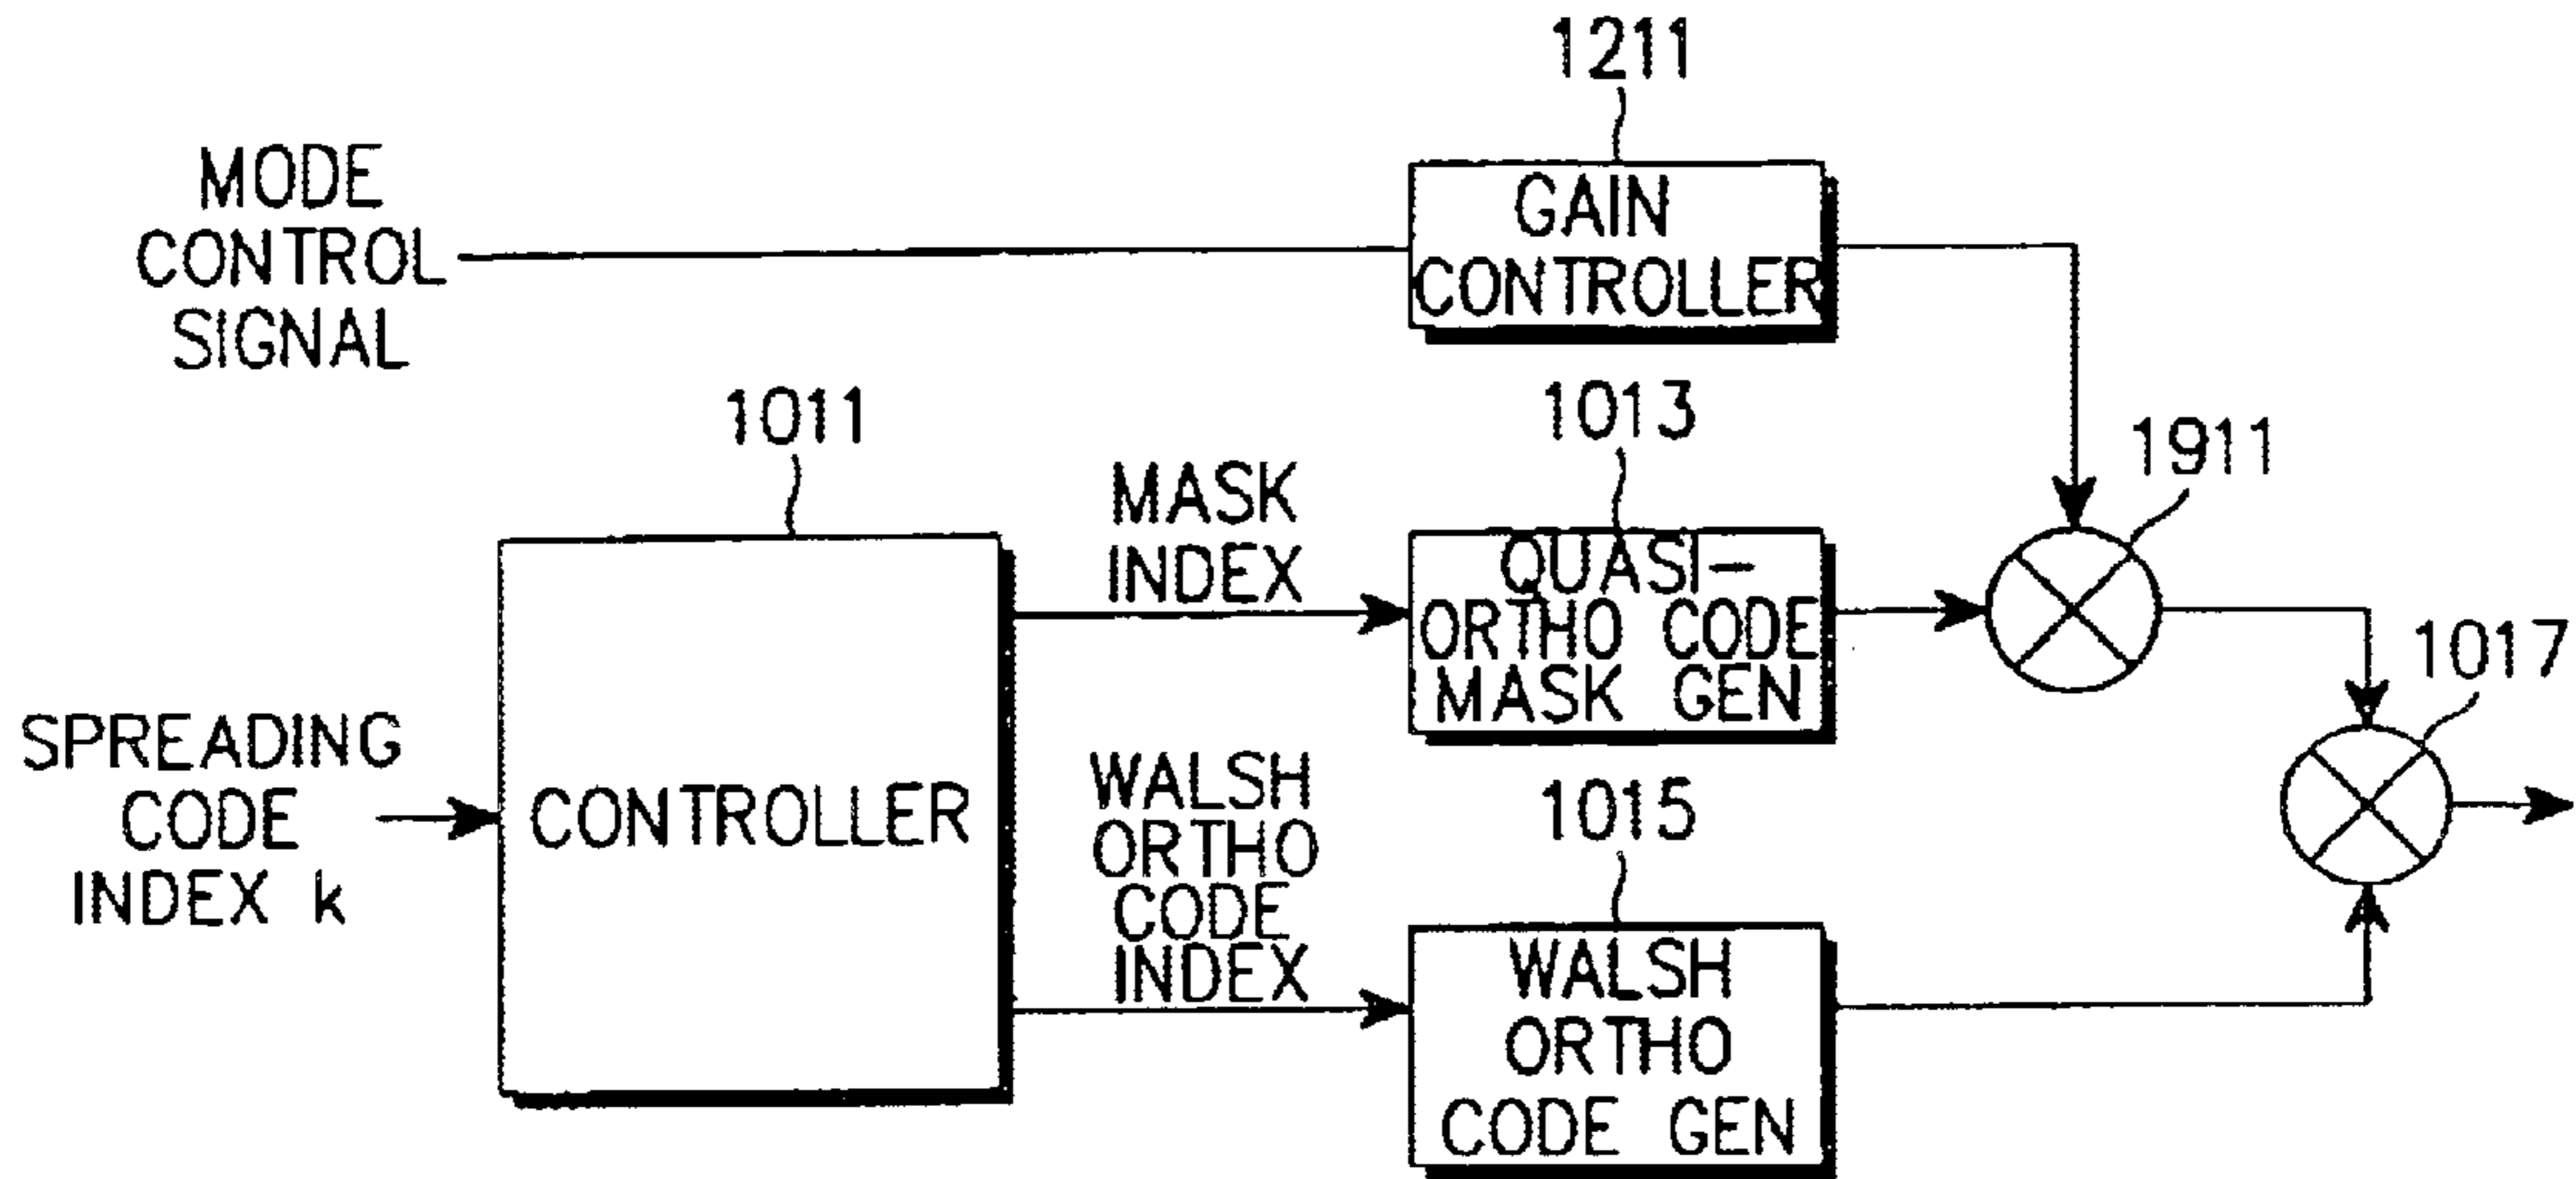 1211
MODE
CONTROL
SIGNAL
GAIN
CONTROLLER
1011
MASK
INDEX
1013
1911
QUASI-
ORTHO CODE
MASK GEN
1017
SPREADING
CODE
INDEX k
CONTROLLER
WALSH
ORTHO
CODE
INDEX
1015
WALSH
ORTHO
CODE GEN